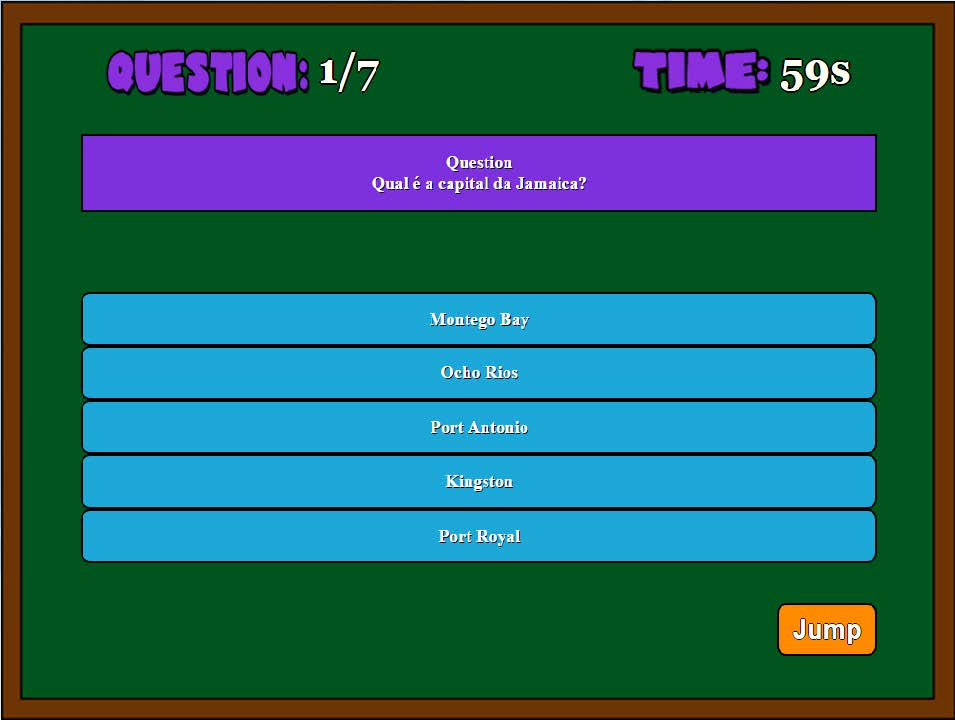 QUESTION: 1/7
TIME: 59s
Question
Qual é a capital da Jamaica?
Montego Bay
Ocho Rios
Port Antonio
Kingston
Port Royal
Jump